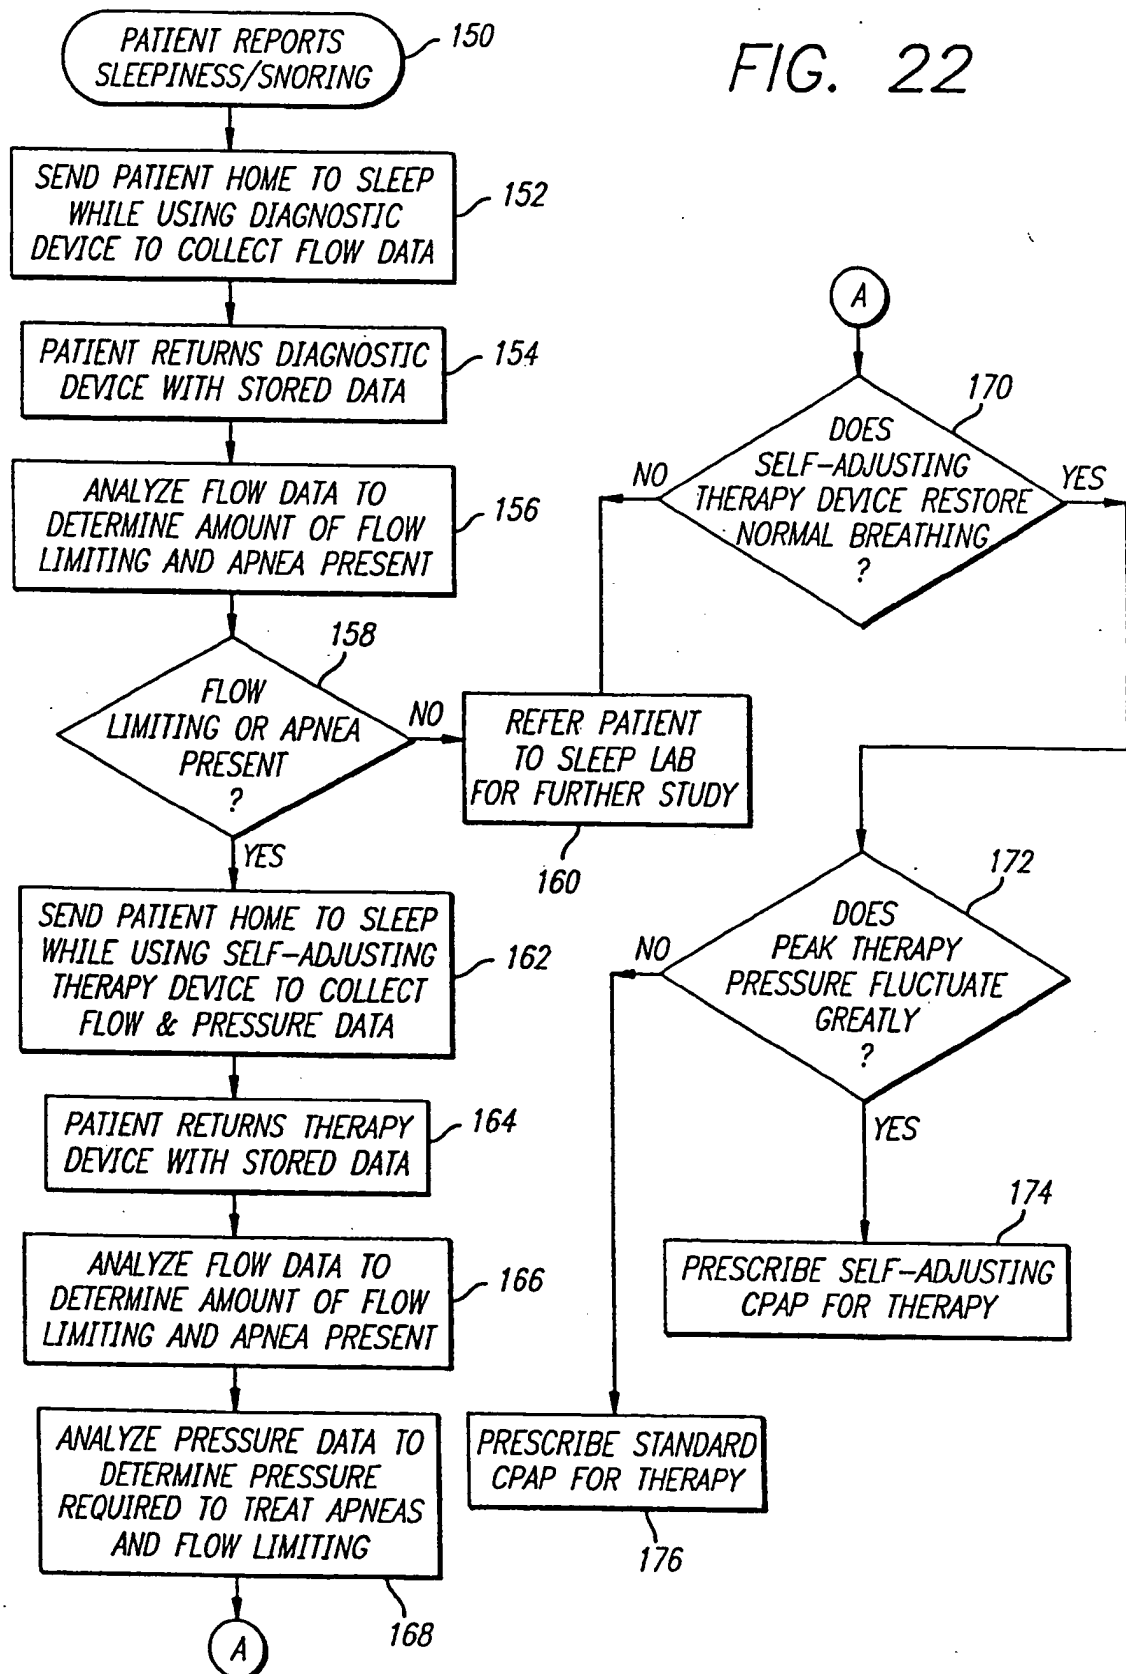 FIG. 22
PATIENT REPORTS
SLEEPINESS/SNORING
150
SEND PATIENT HOME TO SLEEP
WHILE USING DIAGNOSTIC
DEVICE TO COLLECT FLOW DATA
152
PATIENT RETURNS DIAGNOSTIC
DEVICE WITH STORED DATA
154
ANALYZE FLOW DATA TO
DETERMINE AMOUNT OF FLOW
LIMITING AND APNEA PRESENT
156
FLOW
LIMITING OR APNEA
PRESENT
?
158
NO
YES
REFER PATIENT
TO SLEEP LAB
FOR FURTHER STUDY
160
SEND PATIENT HOME TO SLEEP
WHILE USING SELF-ADJUSTING
THERAPY DEVICE TO COLLECT
FLOW & PRESSURE DATA
162
PATIENT RETURNS THERAPY
DEVICE WITH STORED DATA
164
ANALYZE FLOW DATA TO
DETERMINE AMOUNT OF FLOW
LIMITING AND APNEA PRESENT
166
ANALYZE PRESSURE DATA TO
DETERMINE PRESSURE
REQUIRED TO TREAT APNEAS
AND FLOW LIMITING
168
A
A
DOES
SELF-ADJUSTING
THERAPY DEVICE RESTORE
NORMAL BREATHING
?
170
NO
YES
DOES
PEAK THERAPY
PRESSURE FLUCTUATE
GREATLY
?
172
NO
YES
PRESCRIBE SELF-ADJUSTING
CPAP FOR THERAPY
174
PRESCRIBE STANDARD
CPAP FOR THERAPY
176